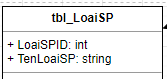 tbl_LoaiSP
+ LoaiSPID: int
+ TenLoaiSP: string